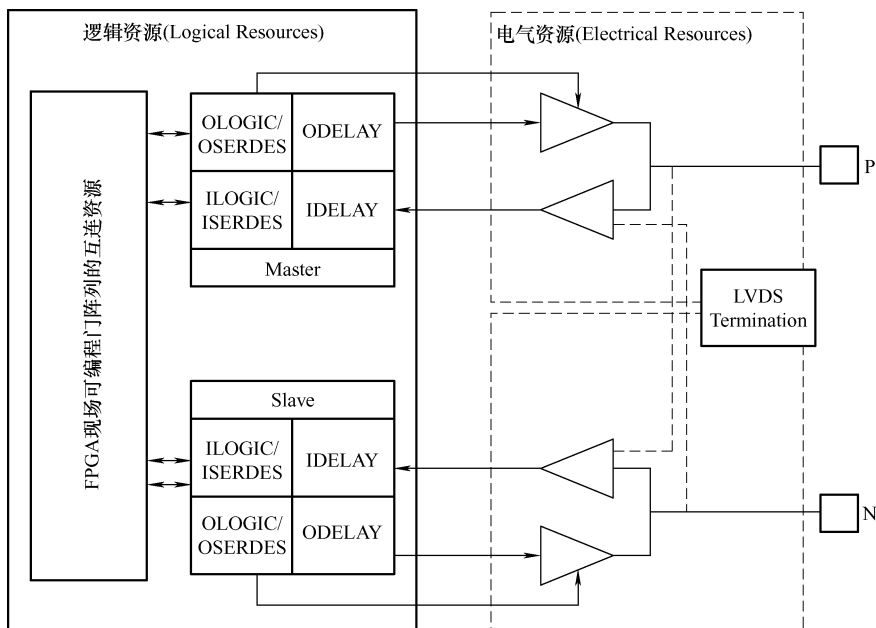 逻辑资源(Logical Resources)
电气资源(Electrical Resources)
FPGA现场可编程门阵列的互连资源
OLOGIC/
OSERDES
ODELAY
ILOGIC/
ISERDES
IDELAY
Master
P
LVDS
Termination
Slave
ILOGIC/
ISERDES
IDELAY
OLOGIC/
OSERDES
ODELAY
N